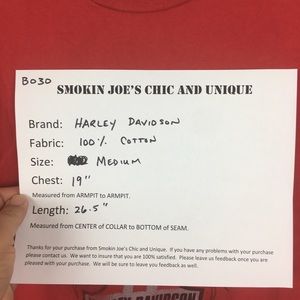 B030
SMOKIN JOE'S CHIC AND UNIQUE
Brand: HARLEY DAVIDSON
Fabric: 100% COTTON
Size: MEDIUM
Chest: 19"
Measured from ARMPIT to ARMPIT.
Length: 26.5"
Measured from CENTER of COLLAR to BOTTOM of SEAM.
Thanks for your purchase from Smokin Joe's Chic and Unique. If you have any problems with your purchase
please contact us. We want to insure that you are 100% satisfied. Please leave us feedback once you are
pleased with your purchase. We will be sure to leave you feedback as well.